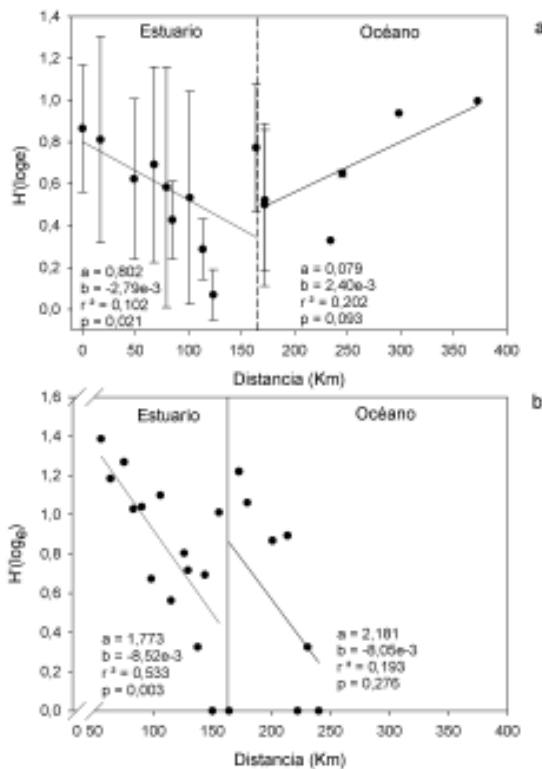 a
Estuario Océano
1,4
1,2
1,0
0,8
0,6
0,4
0,2
0,0
H'(loge)
a = 0,802
b = -2,79e-3
r² = 0,102
p = 0,021
a = 0,079
b = 2,40e-3
r² = 0,202
p = 0,093
0 50 100 150 200 250 300 350 400
Distancia (Km)
b
Estuario Océano
1,6
1,4
1,2
1,0
0,8
0,6
0,4
0,2
0,0
H'(loge)
a = 1,773
b = -8,52e-3
r² = 0,533
p = 0,003
a = 2,181
b = -8,05e-3
r² = 0,193
p = 0,276
0 50 100 200 300 400
Distancia (Km)